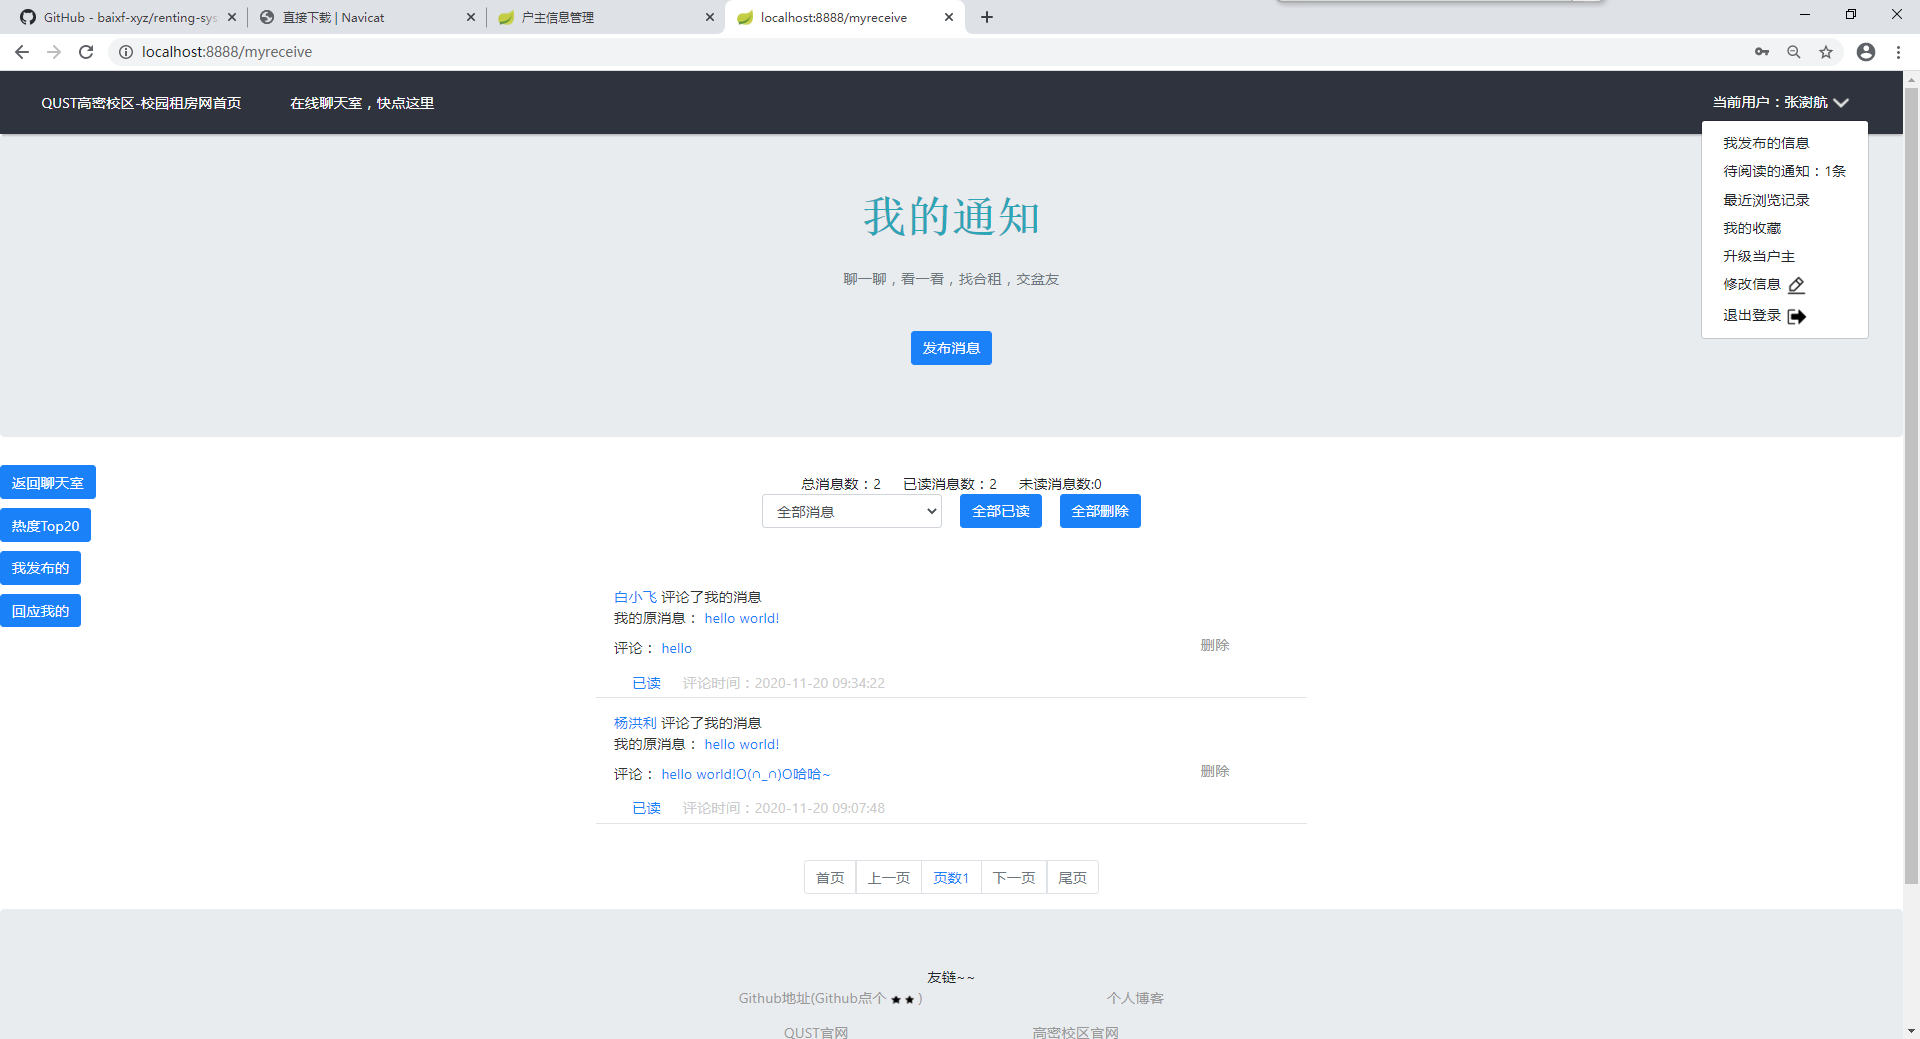 GitHub - baixf-xyz/renting-sys
直接下载 | Navicat
户主信息管理
localhost:8888/myreceive
localhost:8888/myreceive
QUST高密校区-校园租房网首页
在线聊天室，快点这里
当前用户：张澍航
我发布的信息
待阅读的通知：1条
最近浏览记录
我的收藏
升级当户主
修改信息
退出登录
我的通知
聊一聊，看一看，找合租，交盆友
发布消息
返回聊天室
热度Top20
我发布的
回应我的
总消息数：2 已读消息数：2 未读消息数:0
全部消息
全部已读
全部删除
白小飞 评论了我的消息
我的原消息： hello world!
评论： hello
删除
已读 评论时间：2020-11-20 09:34:22
杨洪利 评论了我的消息
我的原消息： hello world!
评论： hello world!O(∩_∩)O哈哈~
删除
已读 评论时间：2020-11-20 09:07:48
首页 上一页 页数1 下一页 尾页
友链~~
Github地址(Github点个 ★ ★ )
个人博客
QUST官网
高密校区官网